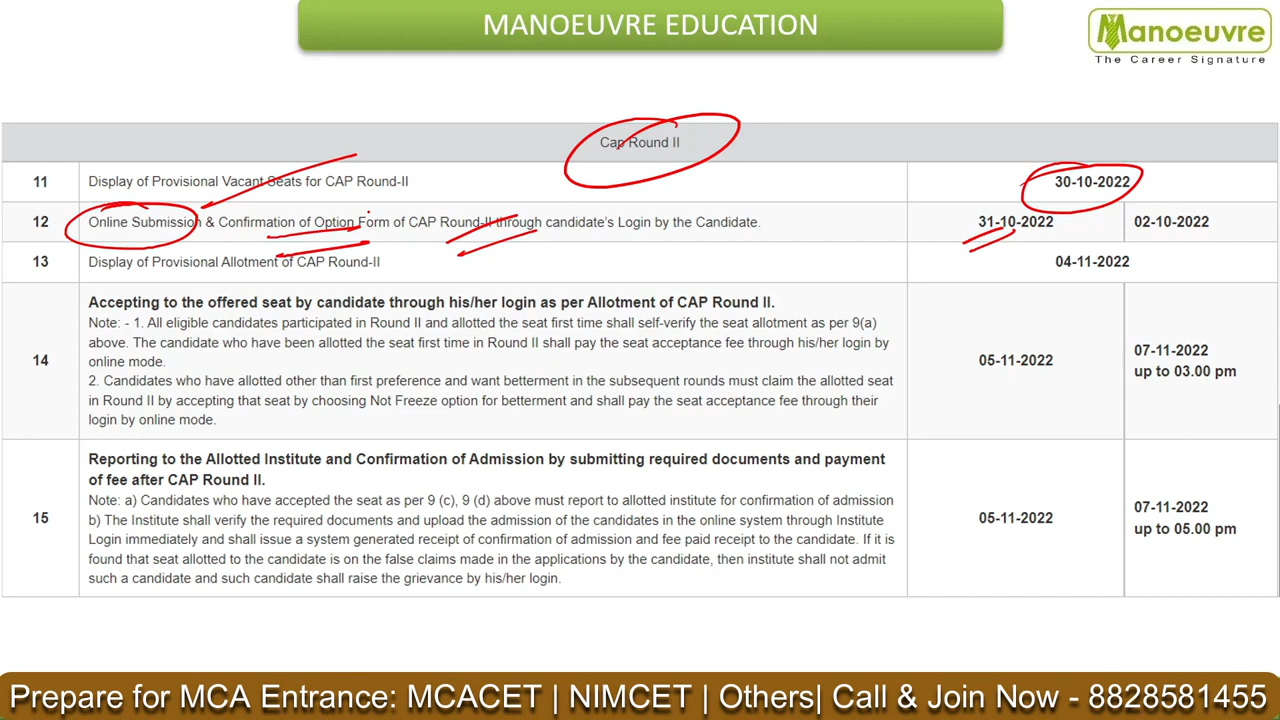 MANOEUVRE EDUCATION
Manoeuvre
The Career Signature
Cap Round II
11 Display of Provisional Vacant Seats for CAP Round-II 30-10-2022
12 Online Submission & Confirmation of Option Form of CAP Round-II through candidate's Login by the Candidate. 31-10-2022 02-10-2022
13 Display of Provisional Allotment of CAP Round-II 04-11-2022
Accepting to the offered seat by candidate through his/her login as per Allotment of CAP Round II.
Note: - 1. All eligible candidates participated in Round II and allotted the seat first time shall self-verify the seat allotment as per 9(a)
above. The candidate who have been allotted the seat first time in Round II shall pay the seat acceptance fee through his/her login by
online mode.
14 05-11-2022 07-11-2022
up to 03.00 pm
2. Candidates who have allotted other than first preference and want betterment in the subsequent rounds must claim the allotted seat
in Round II by accepting that seat by choosing Not Freeze option for betterment and shall pay the seat acceptance fee through their
login by online mode.
Reporting to the Allotted Institute and Confirmation of Admission by submitting required documents and payment
of fee after CAP Round II.
Note: a) Candidates who have accepted the seat as per 9 (c), 9 (d) above must report to allotted institute for confirmation of admission
15 05-11-2022 07-11-2022
up to 05.00 pm
b) The Institute shall verify the required documents and upload the admission of the candidates in the online system through Institute
Login immediately and shall issue a system generated receipt of confirmation of admission and fee paid receipt to the candidate. If it is
found that seat allotted to the candidate is on the false claims made in the applications by the candidate, then institute shall not admit
such a candidate and such candidate shall raise the grievance by his/her login.
Prepare for MCA Entrance: MCACET | NIMCET | Others| Call & Join Now - 8828581455